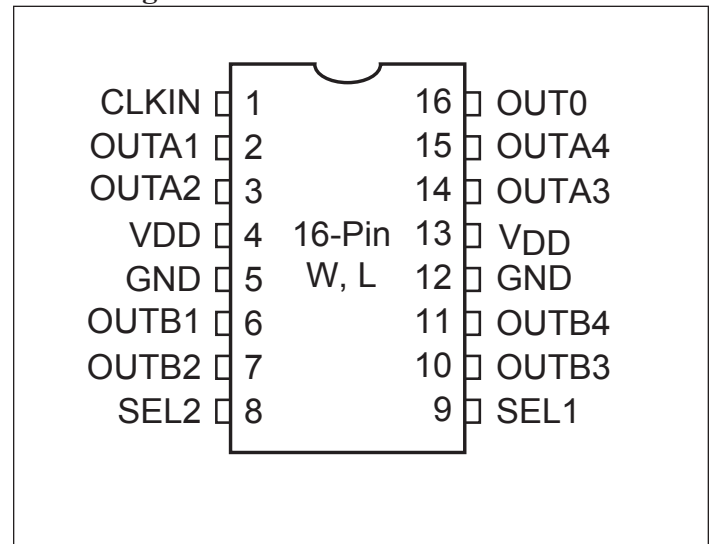 CLKIN 1 16 OUT0
OUTA1 2 15 OUTA4
OUTA2 3 14 OUTA3
VDD 4 16-Pin 13 VDD
GND 5 W, L 12 GND
OUTB1 6 11 OUTB4
OUTB2 7 10 OUTB3
SEL2 8 9 SEL1